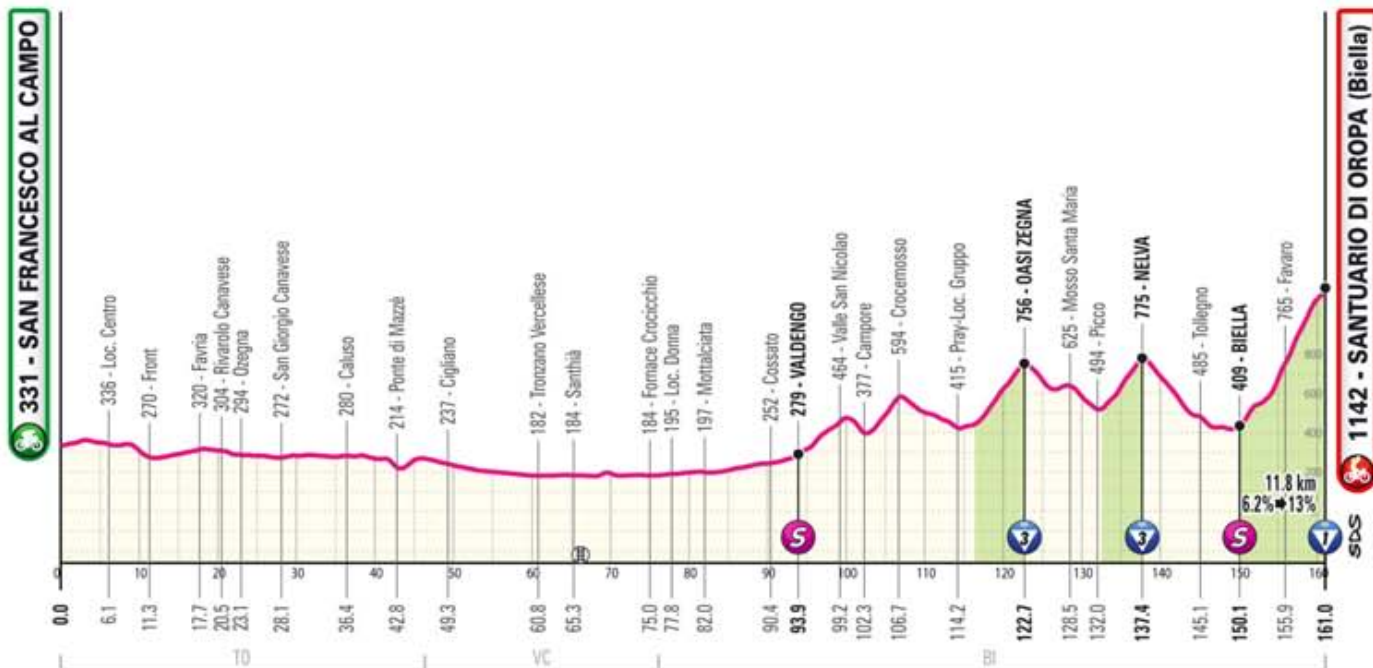 331 - SAN FRANCESCO AL CAMPO
336 - Loc. Centro
270 - Front
320 - Favria
304 - Rivarolo Canavese
294 - Ozegna
272 - San Giorgio Canavese
280 - Caluso
214 - Ponte di Mazzè
237 - Cigliano
182 - Tronzano Vercellese
184 - Santhià
184 - Fornace Crocicchio
195 - Loc. Donna
197 - Mottalciata
252 - Cossato
279 - VALDENGO
464 - Valle San Nicolao
377 - Campore
594 - Crocemosso
415 - Pray-Loc. Gruppo
756 - OASI ZEGNA
625 - Mosso Santa Maria
494 - Picco
775 - NELVA
485 - Tollegno
409 - BIELLA
765 - Favaro
1142 - SANTUARIO DI OROPA (Biella)
800
600
400
200
11.8 km
6.2% 13%
S 3 3 S 1
SDS
0 10 20 30 40 50 60 70 80 90 100 110 120 130 140 150 160
0.0 6.1 11.3 17.7 20.5 23.1 28.1 36.4 42.8 49.3 60.8 65.3 75.0 77.8 82.0 90.4 93.9 99.2 102.3 106.7 114.2 122.7 128.5 132.0 137.4 145.1 150.1 155.9 161.0
TO VC BI